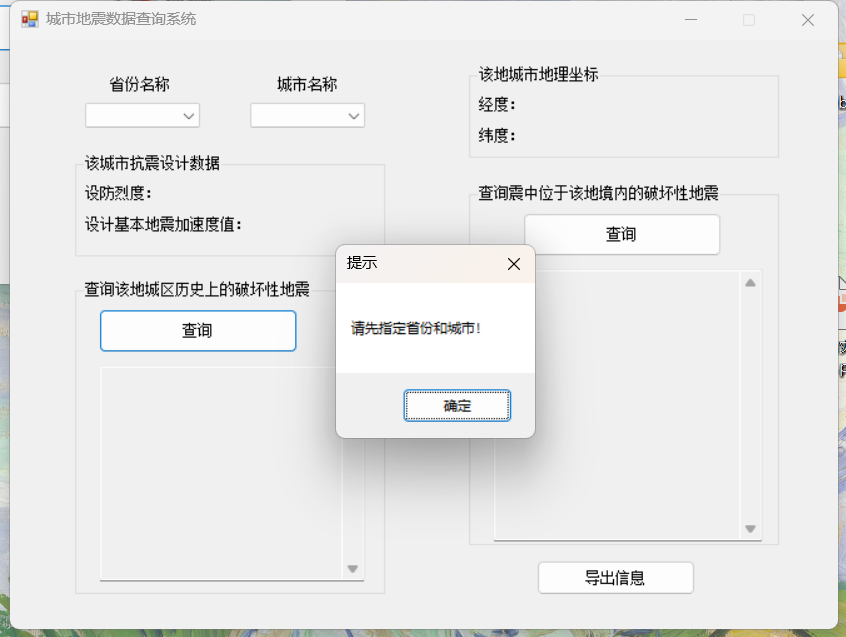 城市地震数据查询系统
省份名称
城市名称
该城市抗震设计数据
设防烈度：
设计基本地震加速度值：
查询该地城区历史上的破坏性地震
查询
该地城市地理坐标
经度：
纬度：
查询震中位于该地境内的破坏性地震
查询
导出信息
提示
请先指定省份和城市！
确定